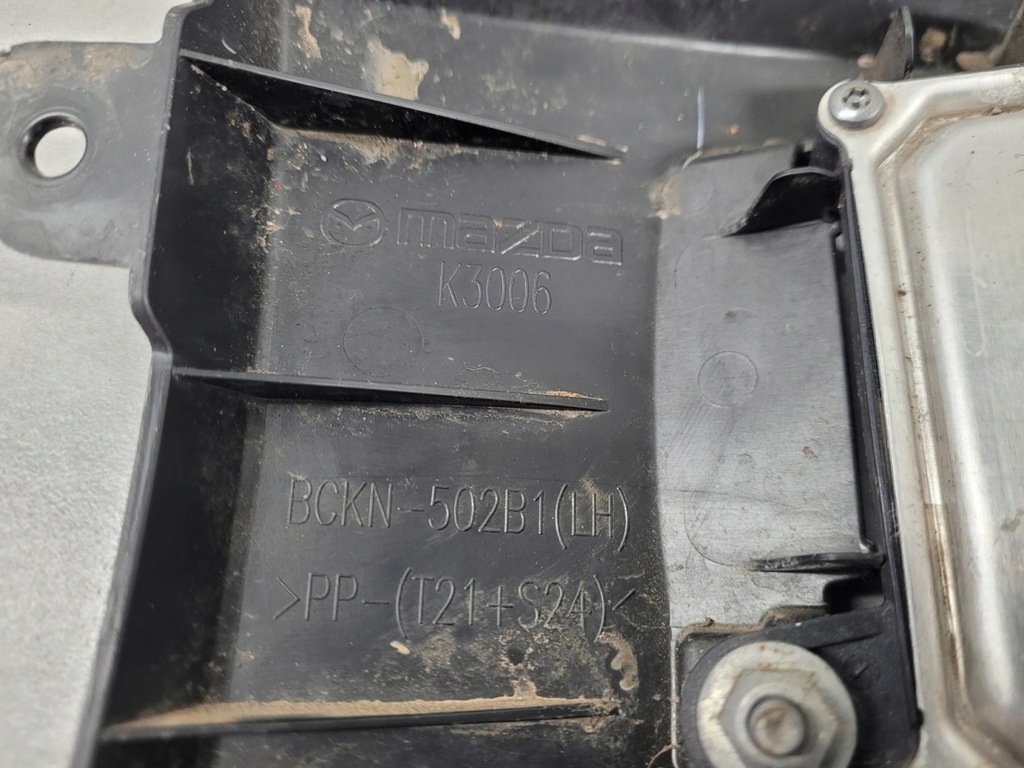 mazda
K3006
BCKN-502B1(LH)
>PP-(T21+S24)<